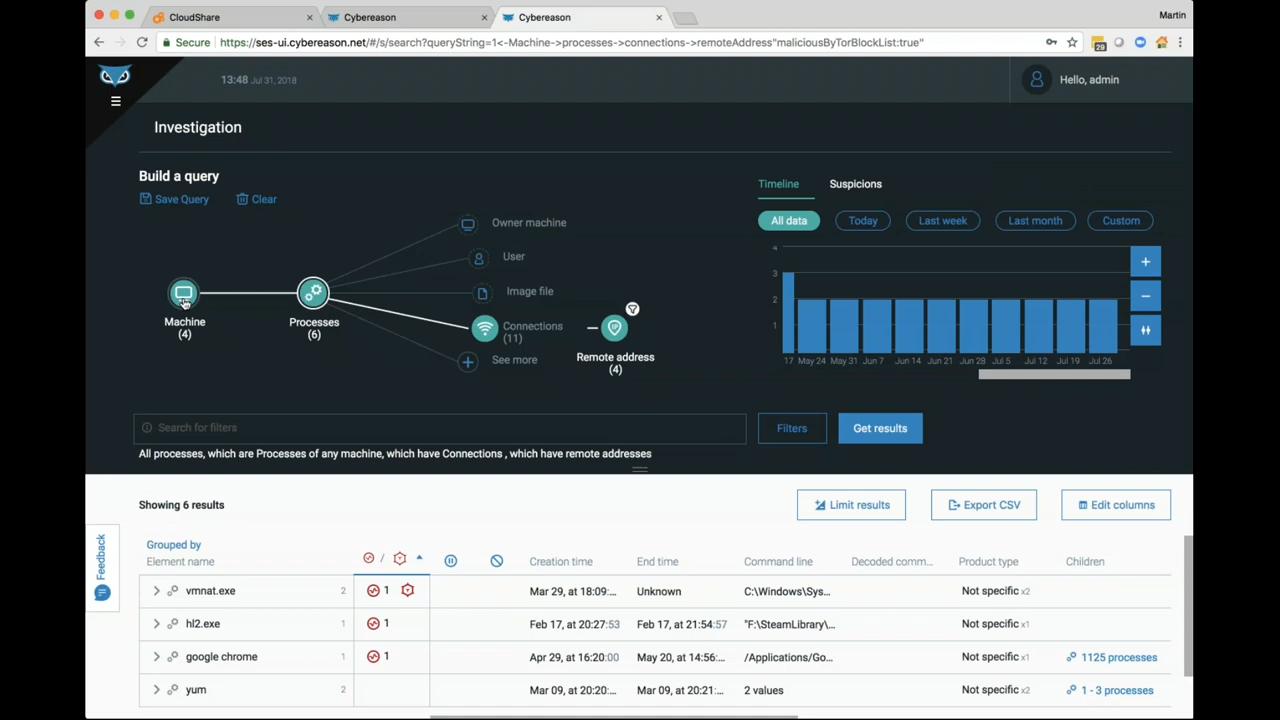 CloudShare
Cybereason
Cybereason
Martin
Secure
https://ses-ui.cybereason.net/#/s/search?queryString=1<-Machine->processes->connections->remoteAddress"maliciousByTorBlockList:true"
29
13:48 Jul 31, 2018
Hello, admin
Investigation
Build a query
Save Query
Clear
Owner machine
User
Image file
Connections
(11)
See more
Machine
(4)
Processes
(6)
IP
Remote address
(4)
Timeline
Suspicions
All data
Today
Last week
Last month
Custom
4
3
2
1
17 May 24 May 31 Jun 7 Jun 14 Jun 21 Jun 28 Jul 5 Jul 12 Jul 19 Jul 26
Search for filters
Filters
Get results
All processes, which are Processes of any machine, which have Connections , which have remote addresses
Showing 6 results
Limit results
Export CSV
Edit columns
Feedback
Grouped by
Element name / Creation time End time Command line Decoded comm... Product type Children
vmnat.exe 2 1 Mar 29, at 18:09:... Unknown C:\Windows\Sys... Not specific x2
hl2.exe 1 1 Feb 17, at 20:27:53 Feb 17, at 21:54:57 "F:\SteamLibrary\... Not specific x1
google chrome 1 1 Apr 29, at 16:20:00 May 20, at 14:56:... /Applications/Go... Not specific x1 1125 processes
yum 2 Mar 09, at 20:20:... Mar 09, at 20:21:... 2 values Not specific x2 1 - 3 processes